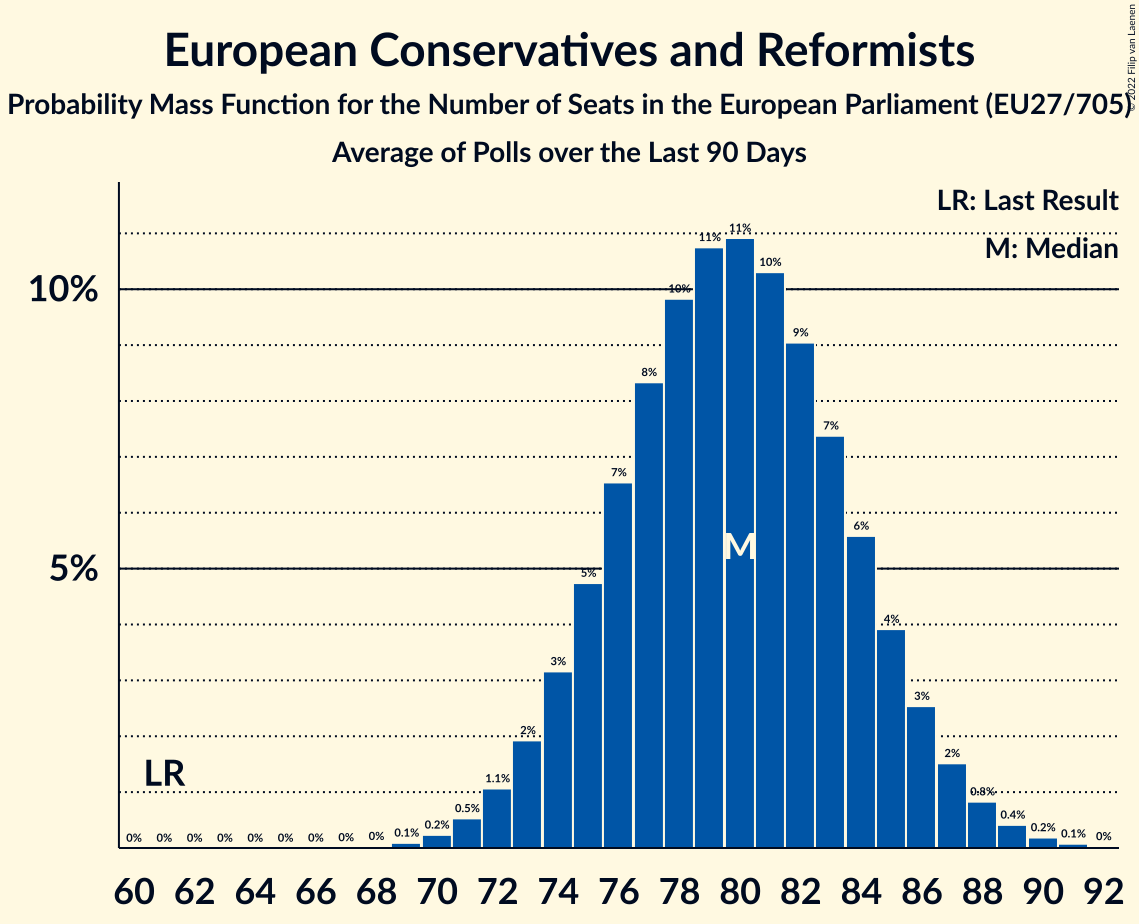 European Conservatives and Reformists
Probability Mass Function for the Number of Seats in the European Parliament (EU27/705)
Average of Polls over the Last 90 Days
© 2022 Filip van Laenen
LR: Last Result
M: Median
10%
5%
LR
M
0% 0% 0% 0% 0% 0% 0% 0% 0% 0.1% 0.2% 0.5% 1.1% 2% 3% 5% 7% 8% 10% 11% 11% 10% 9% 7% 6% 4% 3% 2% 0.8% 0.4% 0.2% 0.1% 0%
60 62 64 66 68 70 72 74 76 78 80 82 84 86 88 90 92